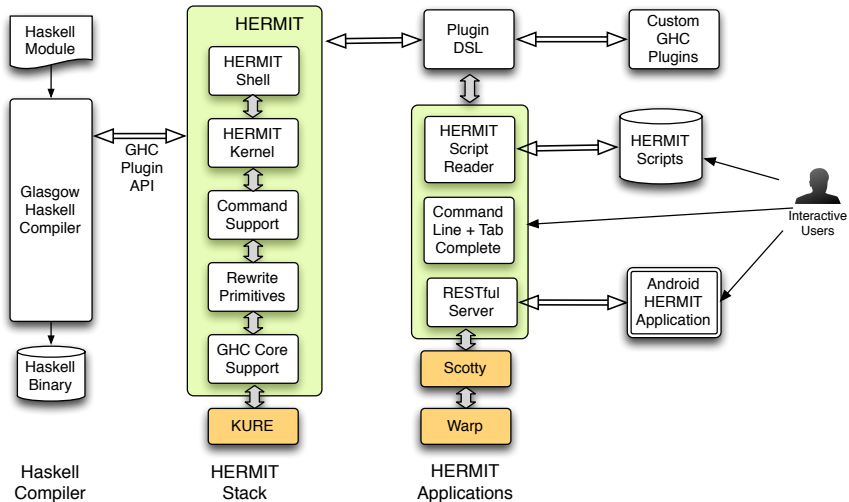 Haskell
Module
Glasgow
Haskell
Compiler
Haskell
Binary
GHC
Plugin
API
HERMIT
HERMIT
Shell
HERMIT
Kernel
Command
Support
Rewrite
Primitives
GHC Core
Support
KURE
Plugin
DSL
Custom
GHC
Plugins
HERMIT
Script
Reader
HERMIT
Scripts
Command
Line + Tab
Complete
Interactive
Users
RESTful
Server
Android
HERMIT
Application
Scotty
Warp
Haskell
Compiler
HERMIT
Stack
HERMIT
Applications